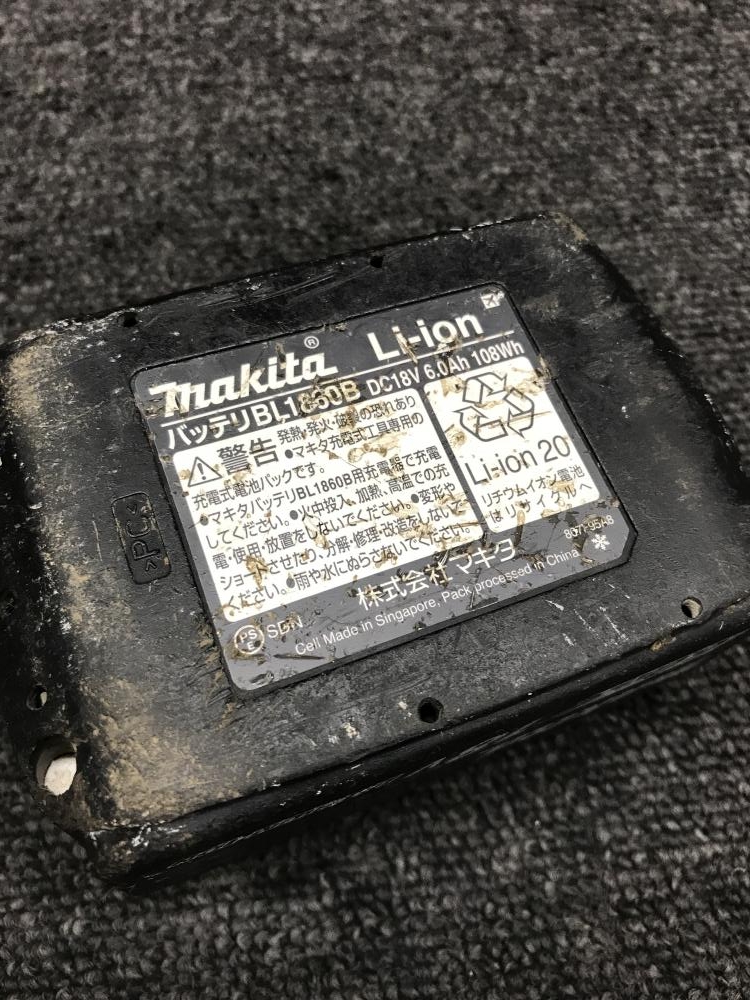 makita® Li-ion
バッテリBL1860B DC18V 6.0Ah 108Wh
警告 発熱・発火・破裂の恐れあり
●マキタ充電式工具専用の
充電式電池パックです。
●マキタバッテリBL1860B用充電器で充電
してください。●火中投入、加熱、高温での充
電・使用・放置をしないでください。●変形や
ショートさせたり、分解・修理・改造をしないで
ください。●雨や水にぬらさないでください。
Li-ion 20
リチウムイオン電池
はリサイクルへ
株式会社マキタ
PSE SDN
Cell Made in Singapore, Pack processed in China
>PC<